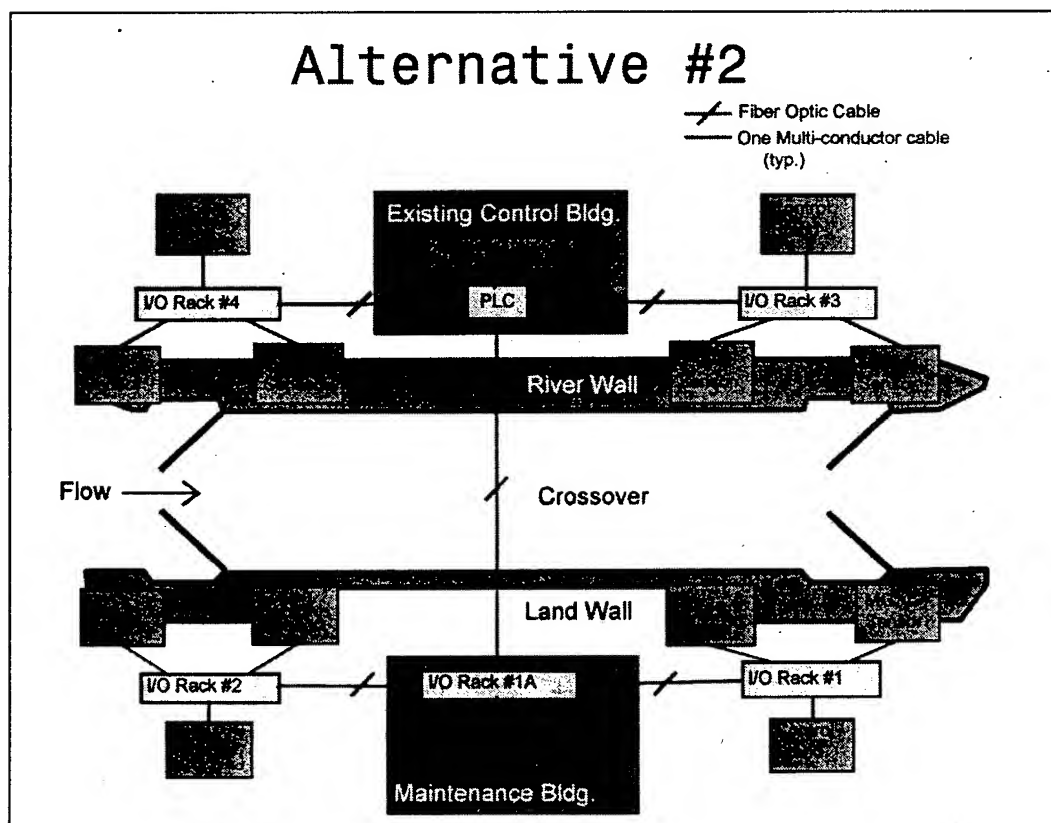 Alternative #2
Fiber Optic Cable
One Multi-conductor cable
(typ.)
Existing Control Bldg.
I/O Rack #4
PLC
I/O Rack #3
River Wall
Flow
Crossover
Land Wall
I/O Rack #2
I/O Rack #1A
I/O Rack #1
Maintenance Bldg.